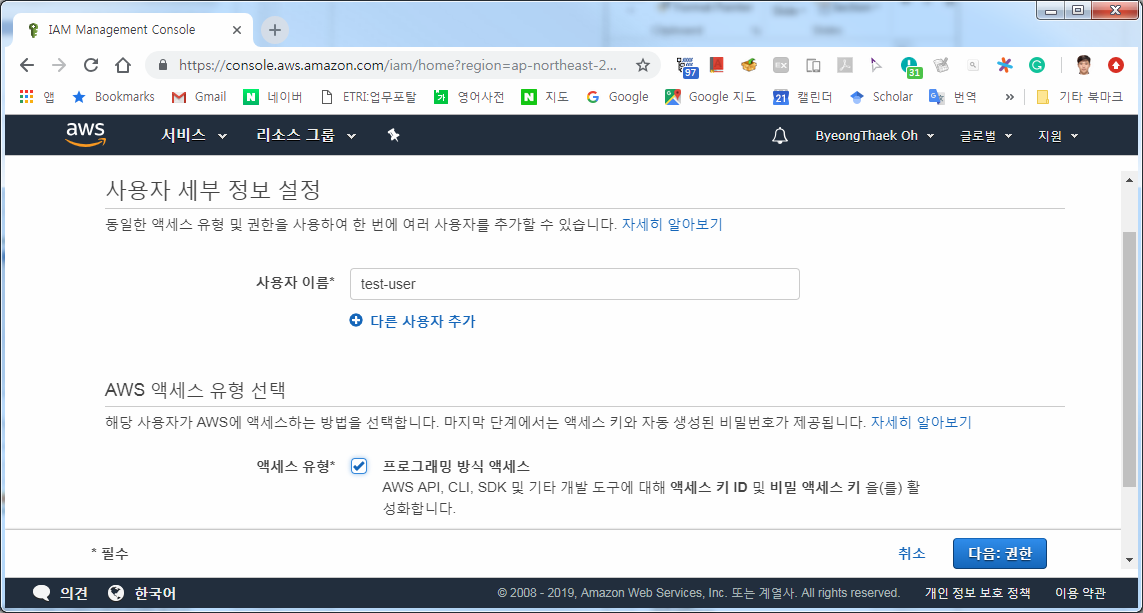 IAM Management Console
https://console.aws.amazon.com/iam/home?region=ap-northeast-2...
97
31
앱 Bookmarks Gmail 네이버 ETRI:업무포탈 영어사전 지도 Google Google 지도 캘린더 Scholar 번역 » 기타 북마크
aws 서비스 리소스 그룹 ByeongThaek Oh 글로벌 지원
사용자 세부 정보 설정
동일한 액세스 유형 및 권한을 사용하여 한 번에 여러 사용자를 추가할 수 있습니다. 자세히 알아보기
사용자 이름* test-user
다른 사용자 추가
AWS 액세스 유형 선택
해당 사용자가 AWS에 액세스하는 방법을 선택합니다. 마지막 단계에서는 액세스 키와 자동 생성된 비밀번호가 제공됩니다. 자세히 알아보기
액세스 유형* 프로그래밍 방식 액세스
AWS API, CLI, SDK 및 기타 개발 도구에 대해 액세스 키 ID 및 비밀 액세스 키 을(를) 활
성화합니다.
* 필수 취소 다음: 권한
의견 한국어 © 2008 - 2019, Amazon Web Services, Inc. 또는 계열사. All rights reserved. 개인 정보 보호 정책 이용 약관